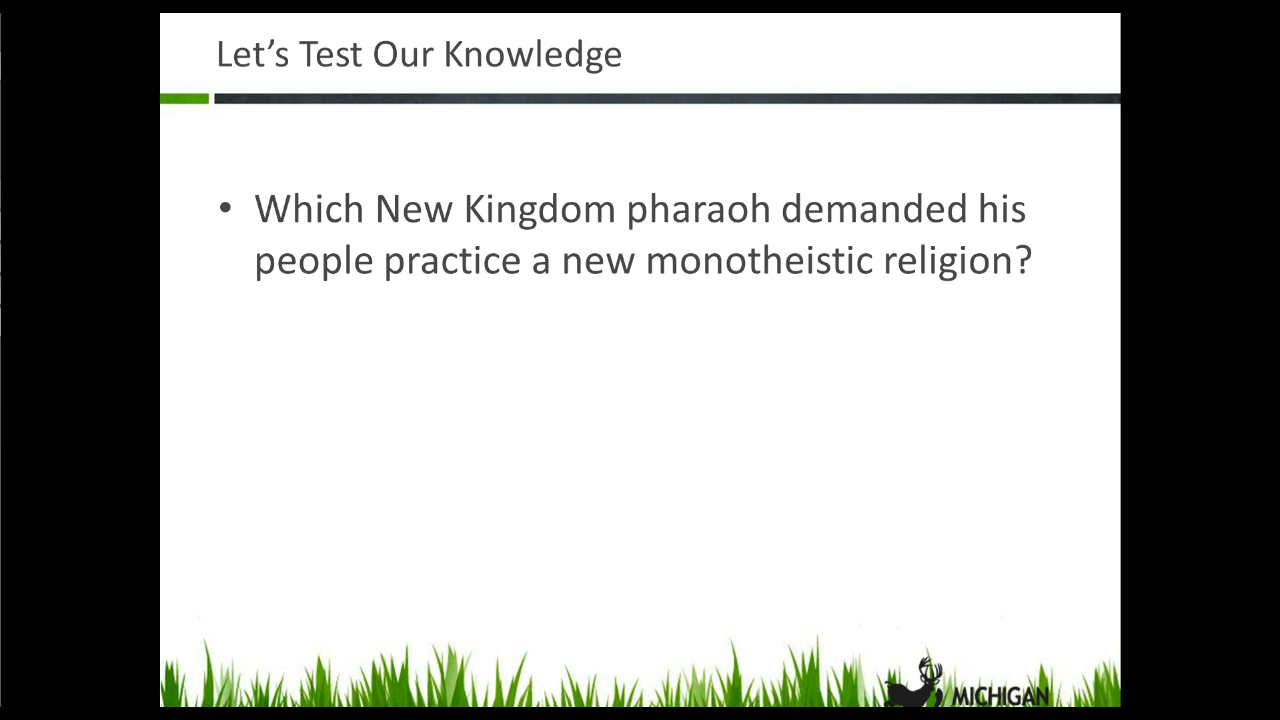 Let’s Test Our Knowledge
• Which New Kingdom pharaoh demanded his
people practice a new monotheistic religion?
MICHIGAN